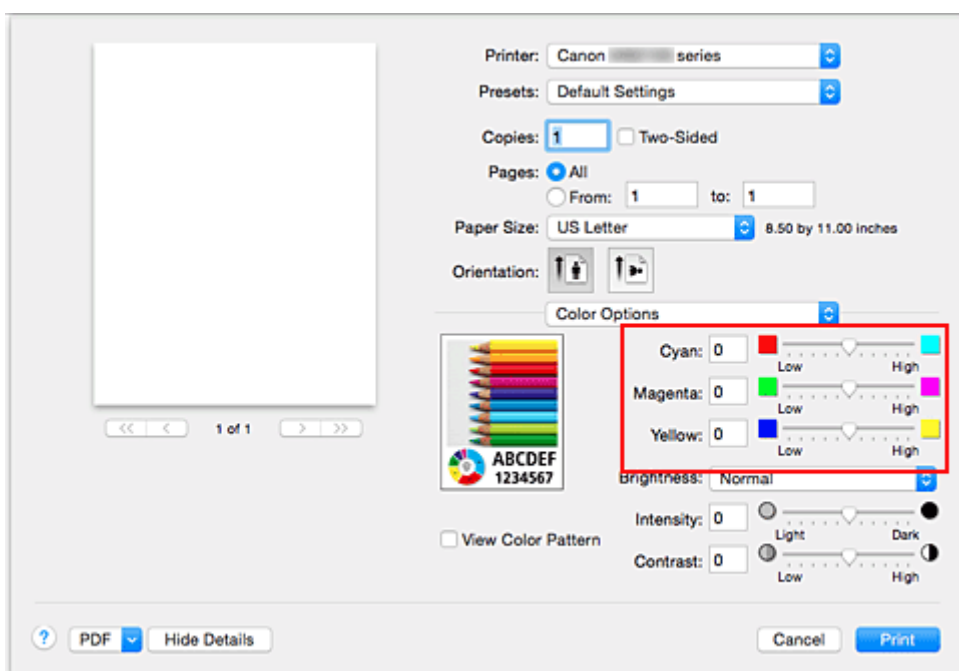 Printer: Canon series
Presets: Default Settings
Copies: 1 Two-Sided
Pages: All
From: 1 to: 1
Paper Size: US Letter 8.50 by 11.00 inches
Orientation:
Color Options
Cyan: 0
Low High
Magenta: 0
Low High
Yellow: 0
Low High
ABCDEF
1234567
Brightness: Normal
Intensity: 0
Light Dark
View Color Pattern
Contrast: 0
Low High
1 of 1
? PDF Hide Details Cancel Print